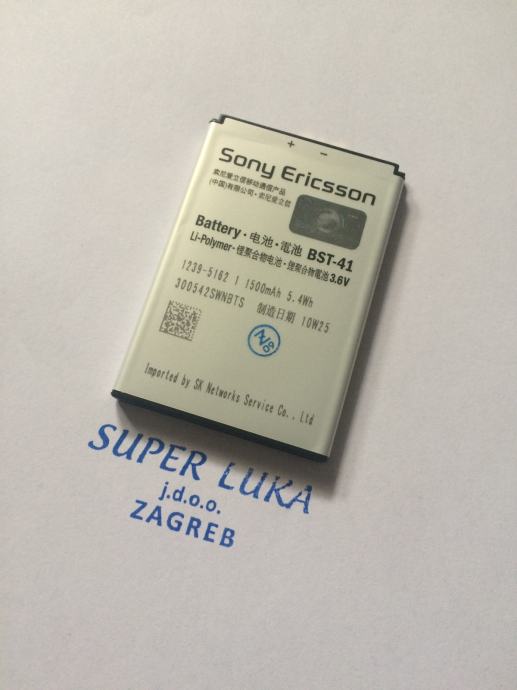 + −
Sony Ericsson
索尼爱立信移动通信产品
(中国)有限公司·索尼爱立信
Battery·电池·電池 BST-41
Li-Polymer·锂聚合物电池·鋰聚合物電池 3.6V
1239-5162 | 1500mAh 5.4Wh
300542SWNBTS 制造日期 10W25
Imported by SK Networks Service Co., Ltd
SUPER LUKA
j.d.o.o.
ZAGREB